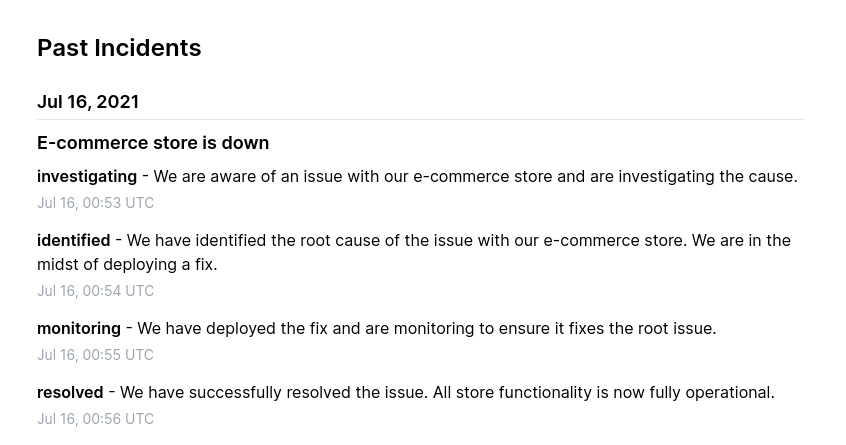 Past Incidents
Jul 16, 2021
E-commerce store is down
investigating - We are aware of an issue with our e-commerce store and are investigating the cause.
Jul 16, 00:53 UTC
identified - We have identified the root cause of the issue with our e-commerce store. We are in the
midst of deploying a fix.
Jul 16, 00:54 UTC
monitoring - We have deployed the fix and are monitoring to ensure it fixes the root issue.
Jul 16, 00:55 UTC
resolved - We have successfully resolved the issue. All store functionality is now fully operational.
Jul 16, 00:56 UTC